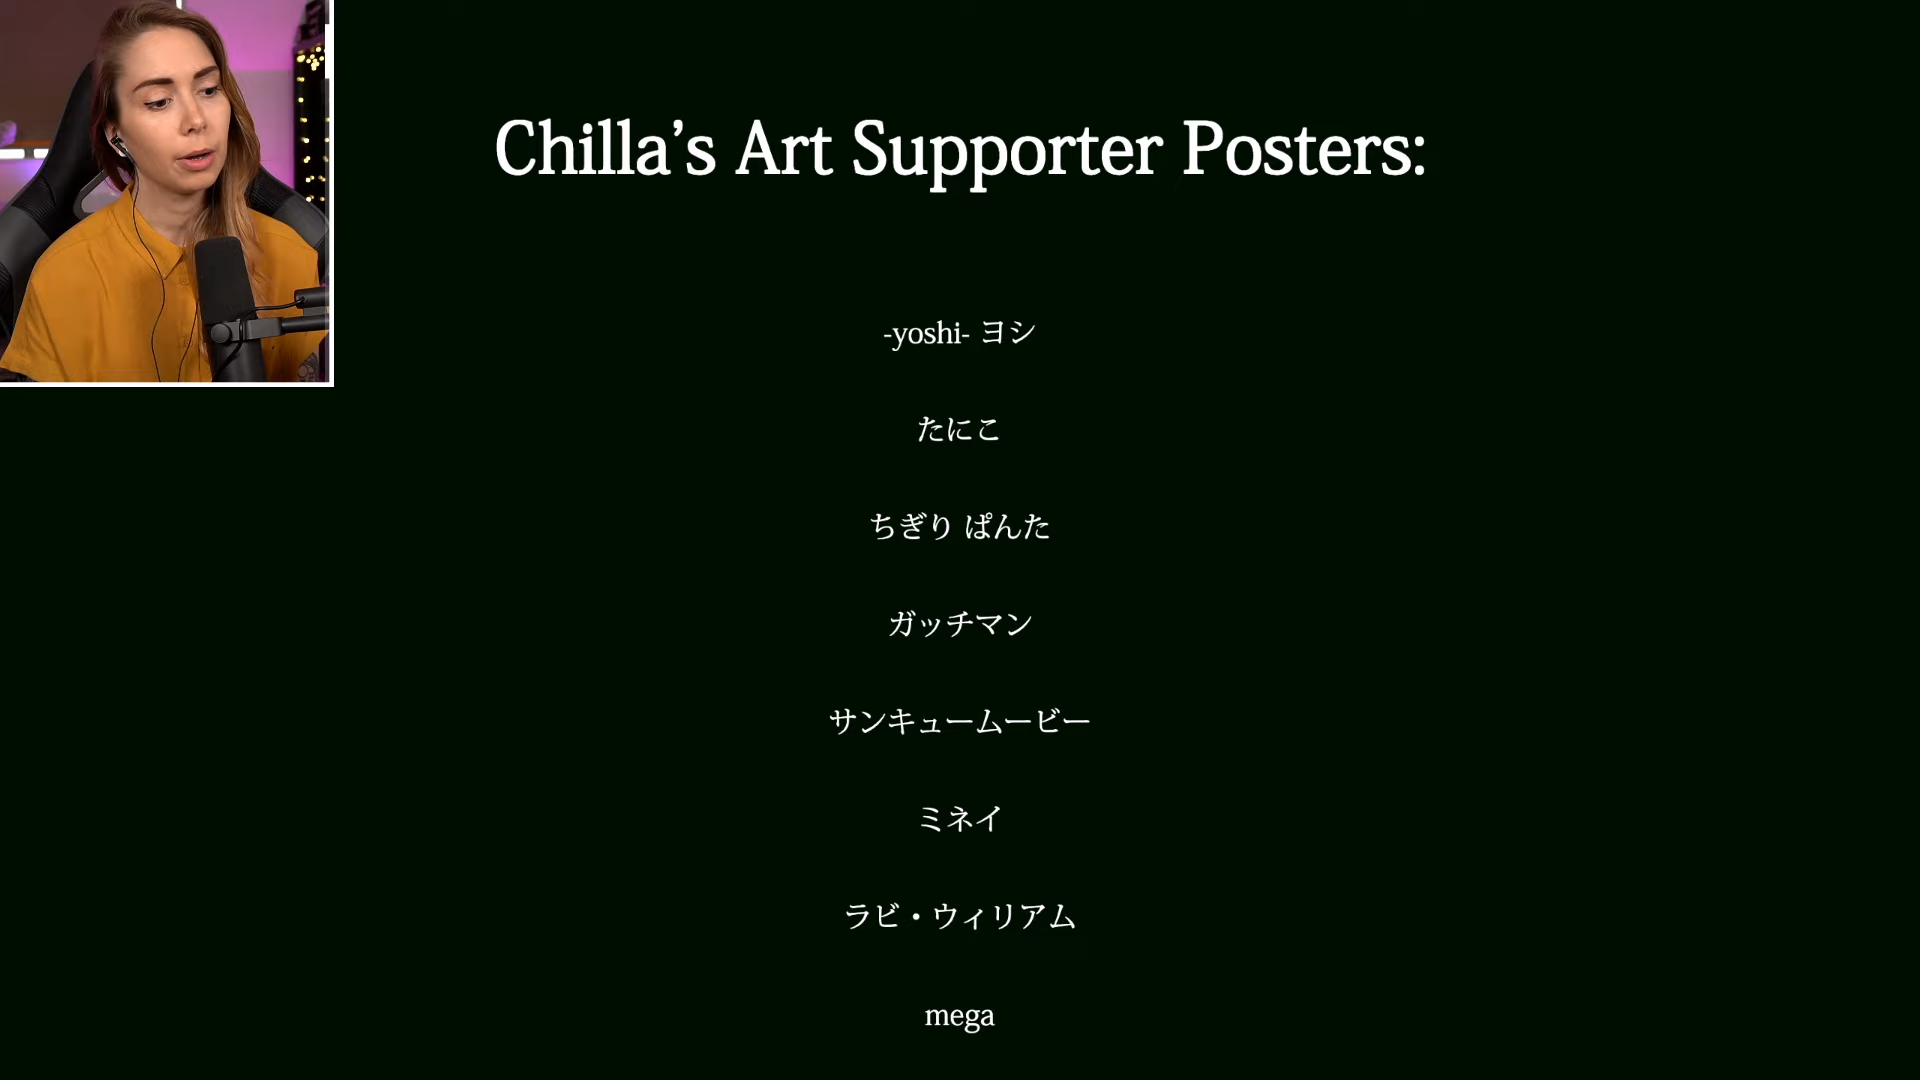 Chilla’s Art Supporter Posters:
-yoshi- ヨシ
たにこ
ちぎり ぱんた
ガッチマン
サンキュームービー
ミネイ
ラビ・ウィリアム
mega